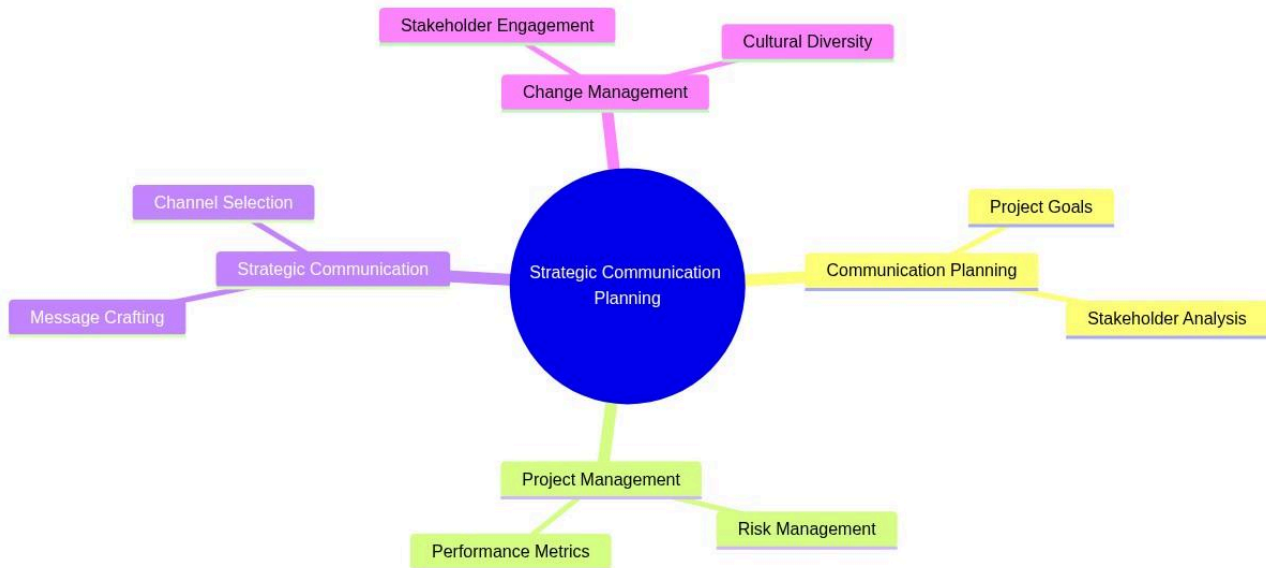 Stakeholder Engagement
Cultural Diversity
Change Management
Channel Selection
Project Goals
Strategic Communication
Strategic Communication
Planning
Communication Planning
Message Crafting
Stakeholder Analysis
Project Management
Risk Management
Performance Metrics